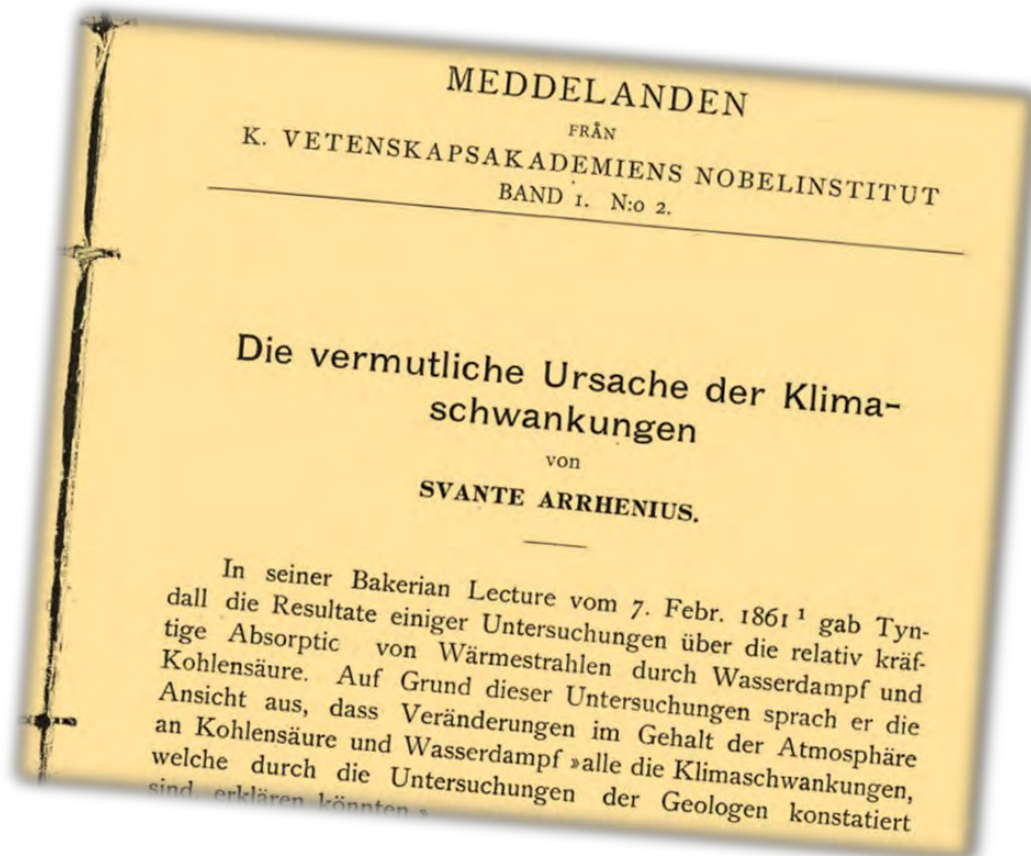 MEDDELANDEN
FRÅN
K. VETENSKAPSAKADEMIENS NOBELINSTITUT
BAND 1. N:o 2.
Die vermutliche Ursache der Klima-
schwankungen
von
SVANTE ARRHENIUS.
In seiner Bakerian Lecture vom 7. Febr. 1861 ¹ gab Tyn-
dall die Resultate einiger Untersuchungen über die relativ kräf-
tige Absorptic von Wärmestrahlen durch Wasserdampf und
Kohlensäure. Auf Grund dieser Untersuchungen sprach er die
Ansicht aus, dass Veränderungen im Gehalt der Atmosphäre
an Kohlensäure und Wasserdampf »alle die Klimaschwankungen,
welche durch die Untersuchungen der Geologen konstatiert
sind, erklären könnten.»